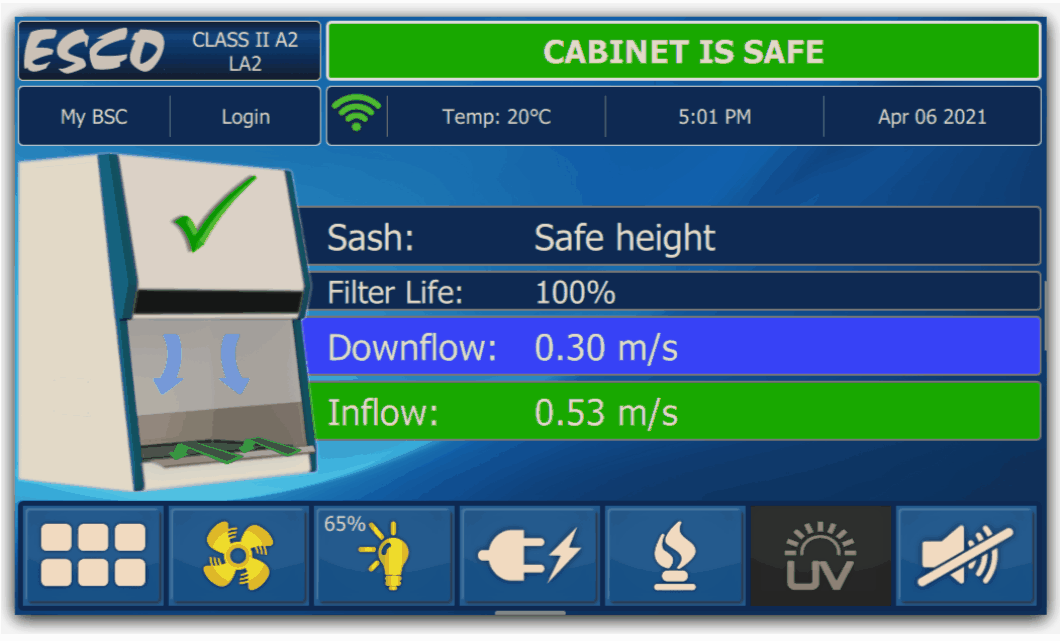 ESCO
CLASS II A2
LA2
CABINET IS SAFE
My BSC
Login
Temp: 20°C
5:01 PM
Apr 06 2021
Sash: Safe height
Filter Life: 100%
Downflow: 0.30 m/s
Inflow: 0.53 m/s
65%
UV